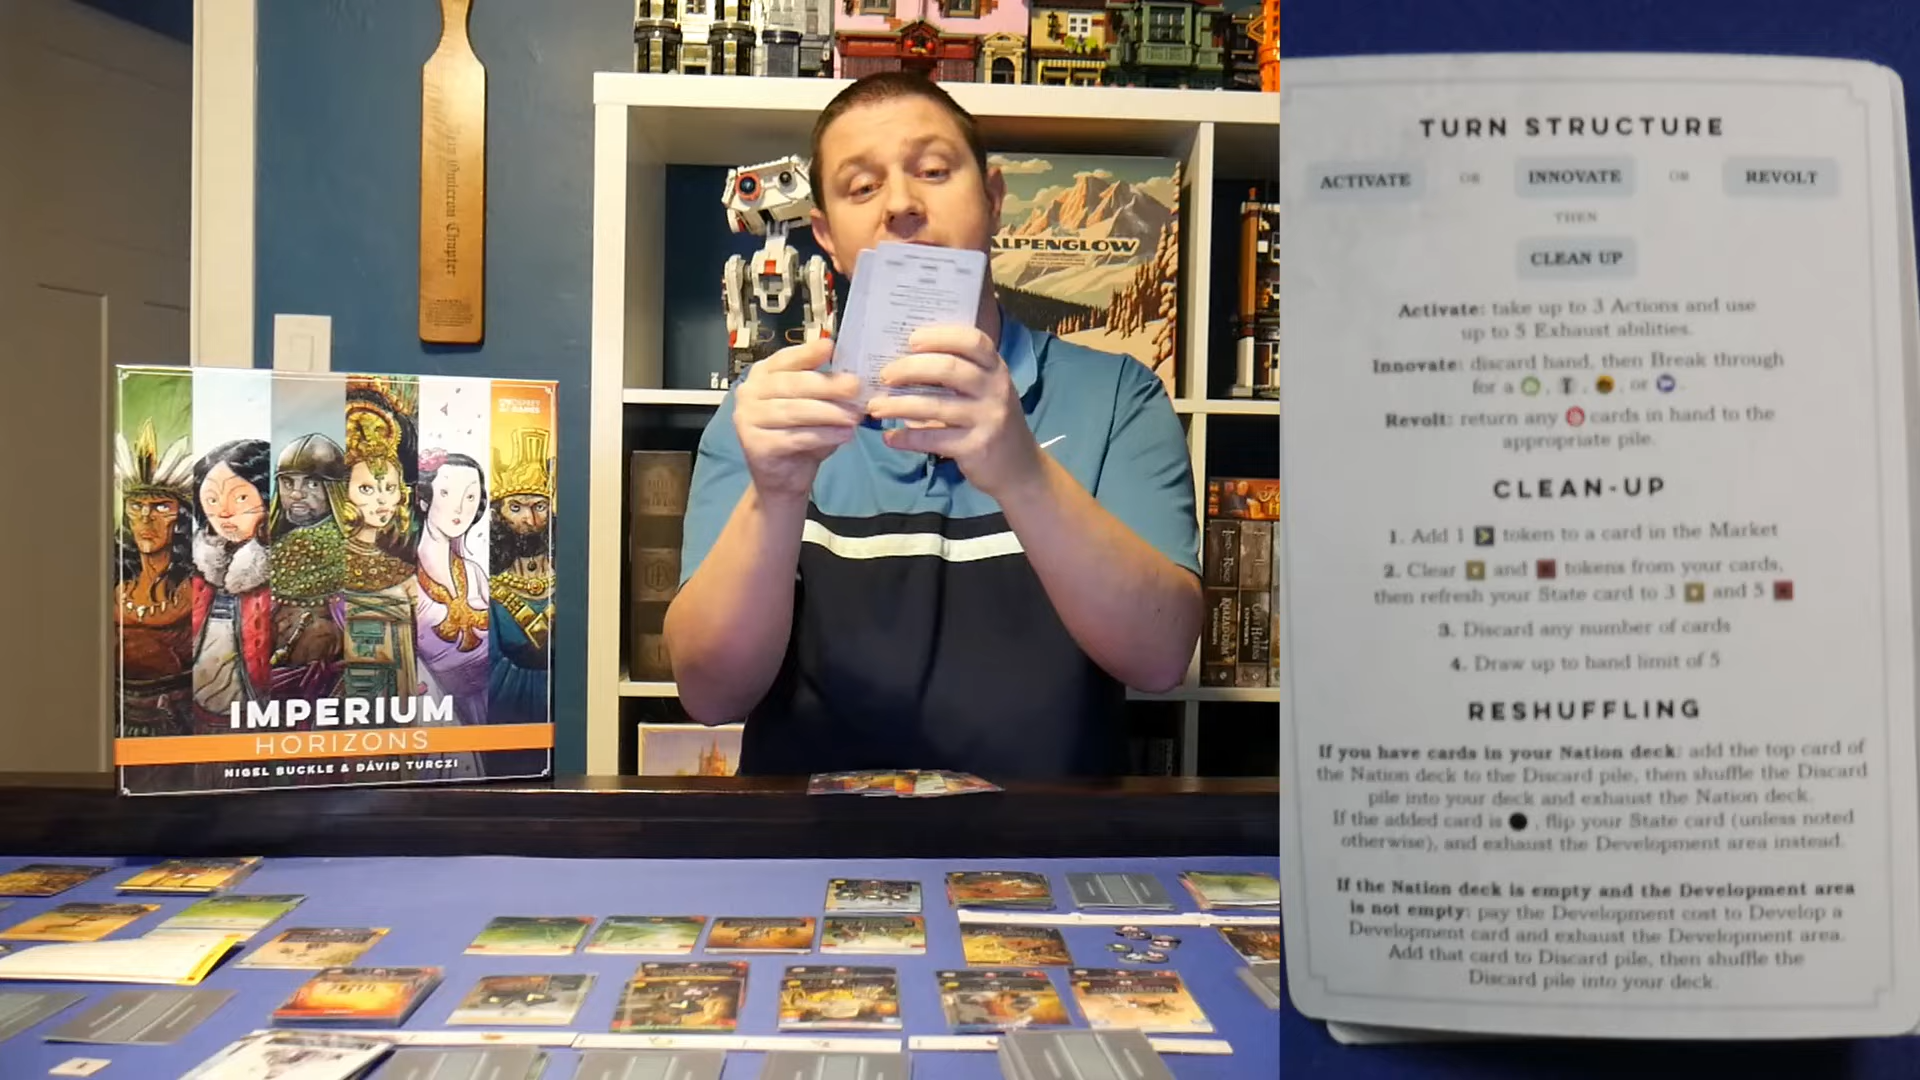 Chapter
ALPENGLOW
IMPERIUM
HORIZONS
NIGEL BUCKLE & DÁVID TURCZI
TURN STRUCTURE
ACTIVATE OR INNOVATE OR REVOLT
THEN
CLEAN UP
Activate: take up to 3 Actions and use
up to 5 Exhaust abilities.
Innovate: discard hand, then Break through
for a , , , or .
Revolt: return any cards in hand to the
appropriate pile.
CLEAN-UP
1. Add 1 token to a card in the Market
2. Clear and tokens from your cards,
then refresh your State card to 3 and 5
3. Discard any number of cards
4. Draw up to hand limit of 5
RESHUFFLING
If you have cards in your Nation deck: add the top card of
the Nation deck to the Discard pile, then shuffle the Discard
pile into your deck and exhaust the Nation deck.
If the added card is , flip your State card (unless noted
otherwise), and exhaust the Development area instead.
If the Nation deck is empty and the Development area
is not empty: pay the Development cost to Develop a
Development card and exhaust the Development area.
Add that card to Discard pile, then shuffle the
Discard pile into your deck.